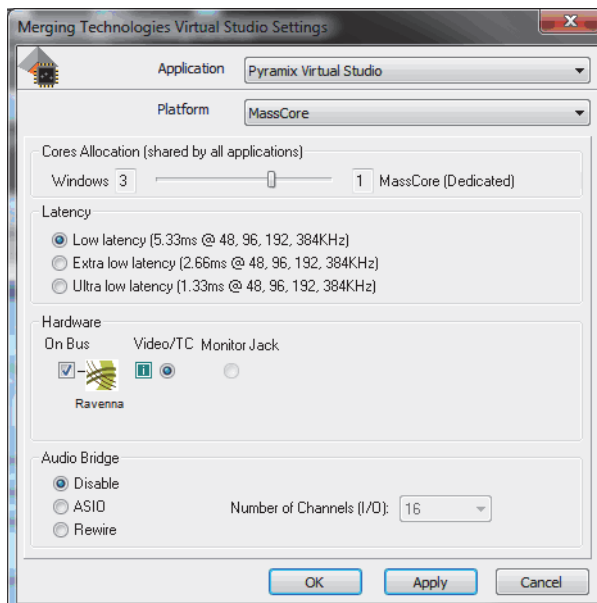 Merging Technologies Virtual Studio Settings
Application Pyramix Virtual Studio
Platform MassCore
Cores Allocation (shared by all applications)
Windows 3 1 MassCore (Dedicated)
Latency
Low latency (5.33ms @ 48, 96, 192, 384KHz)
Extra low latency (2.66ms @ 48, 96, 192, 384KHz)
Ultra low latency (1.33ms @ 48, 96, 192, 384KHz)
Hardware
On Bus Video/TC Monitor Jack
Ravenna
Audio Bridge
Disable
ASIO Number of Channels (I/O): 16
Rewire
OK Apply Cancel